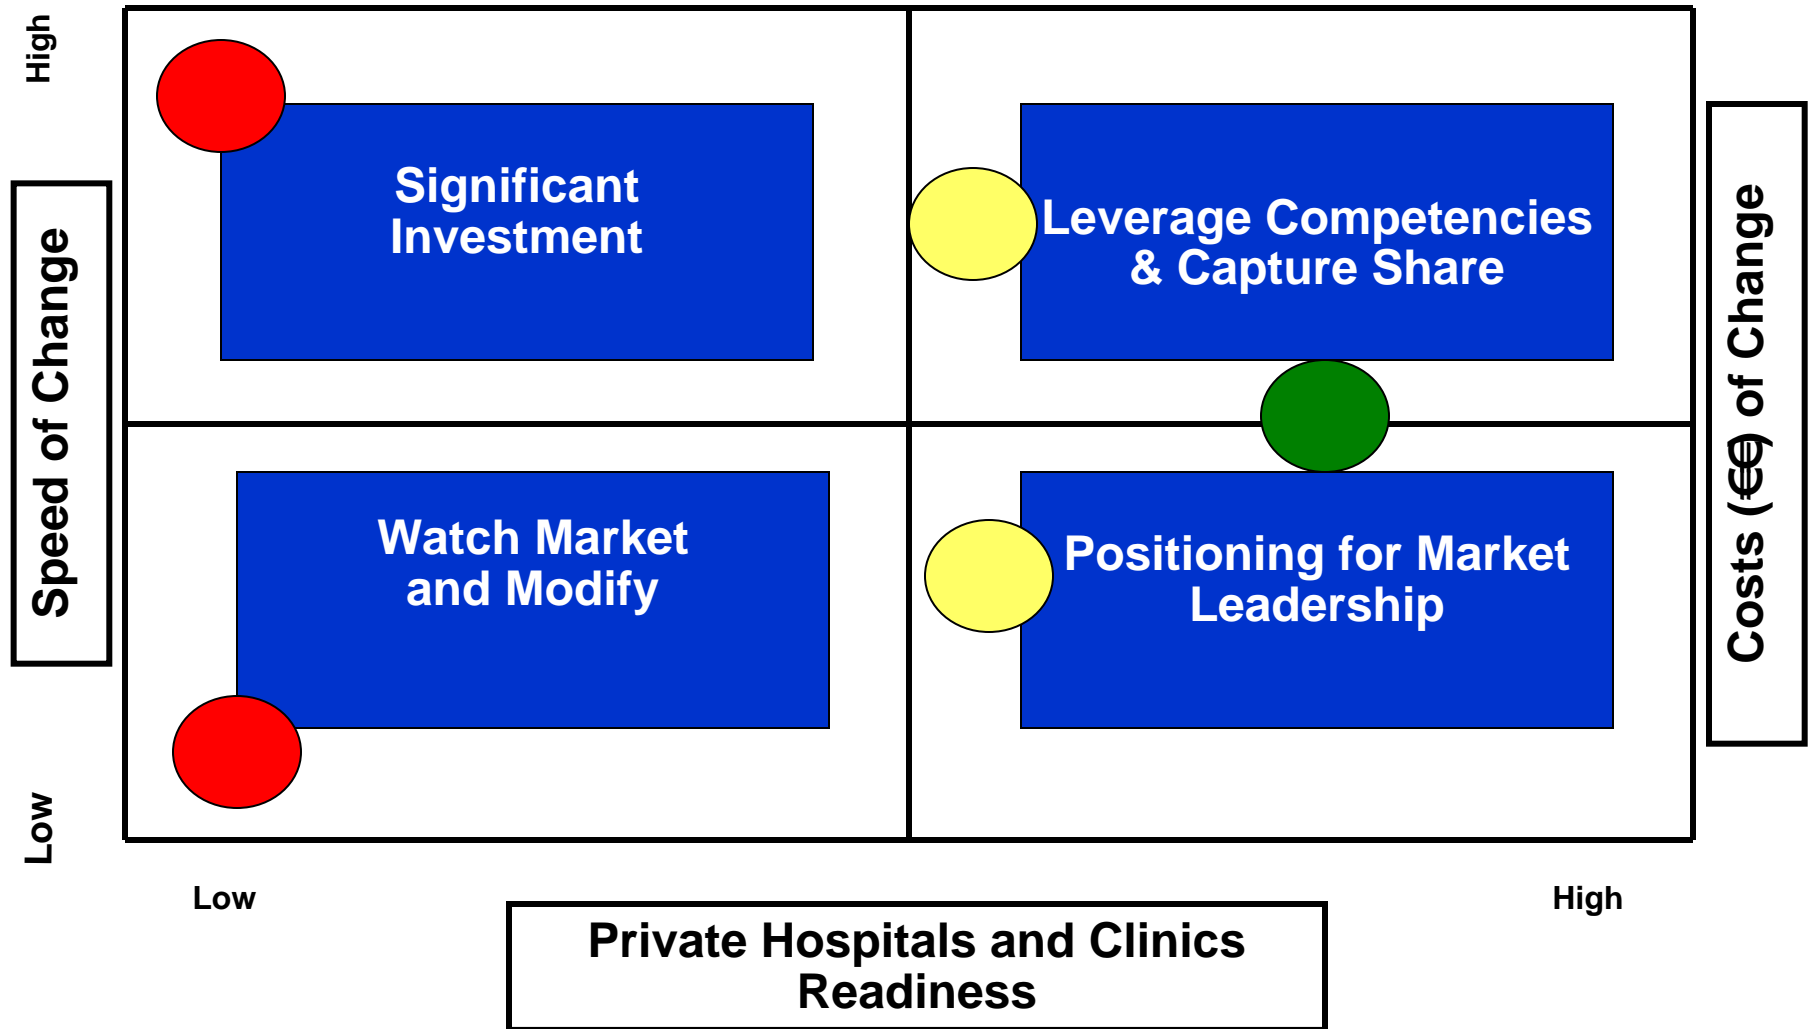 High
Speed of Change
Low
Significant
Investment
Leverage Competencies
& Capture Share
Watch Market
and Modify
Positioning for Market
Leadership
Costs (€€) of Change
Low
High
Private Hospitals and Clinics
Readiness